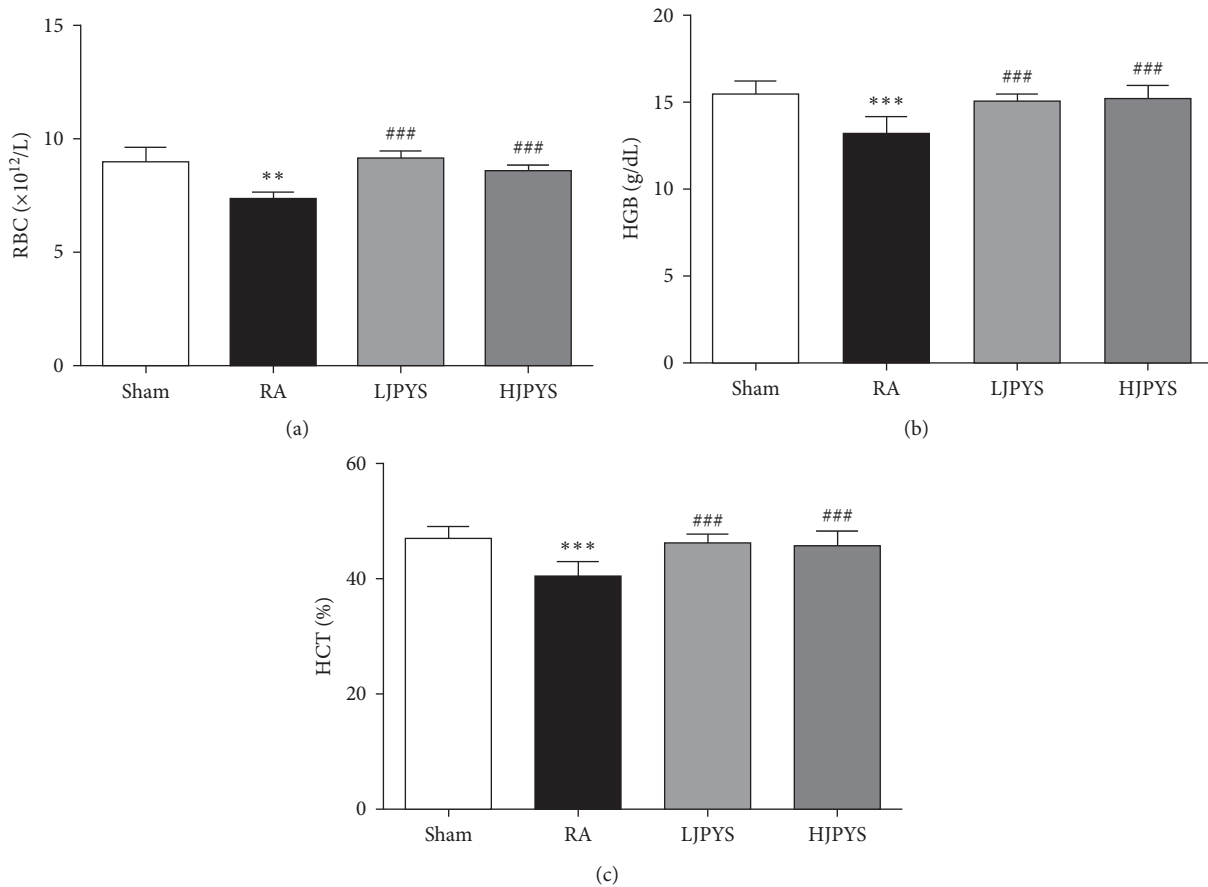 15
10
5
0
RBC (×10¹²/L)
**
###
###
Sham
RA
LJPYS
HJPYS
(a)
20
15
10
5
0
HGB (g/dL)
***
###
###
Sham
RA
LJPYS
HJPYS
(b)
60
40
20
0
HCT (%)
***
###
###
Sham
RA
LJPYS
HJPYS
(c)